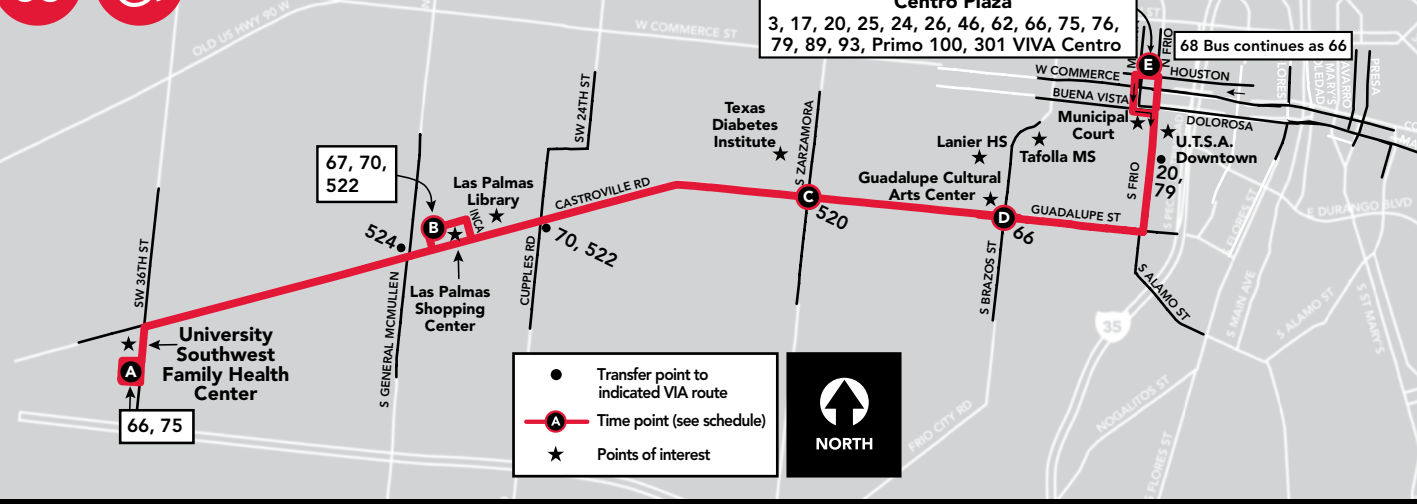 Centro Plaza
3, 17, 20, 25, 24, 26, 46, 62, 66, 75, 76,
79, 89, 93, Primo 100, 301 VIVA Centro
68 Bus continues as 66
OLD US HWY 90 W
W COMMERCE ST
N FRIO
E
HOUSTON
W COMMERCE
BUENA VISTA
DOLOROSA
PRESA
Municipal
Court
U.T.S.A.
Downtown
20,
79
S FRIO
Texas
Diabetes
Institute
S ZARZAMORA
Lanier HS
Tafolla MS
Guadalupe Cultural
Arts Center
SW 24TH ST
67, 70,
522
Las Palmas
Library
CASTROVILLE RD
INCA
B
C
520
D
66
GUADALUPE ST
E DURANGO BLVD
S FLORES ST
524
70, 522
CUPPLES RD
S GENERAL MCMULLEN
Las Palmas
Shopping
Center
S BRAZOS ST
S ALAMO ST
S MAIN AVE
S ALAMO ST
S ST MARY'S
35
SW 36TH ST
University
Southwest
Family Health
Center
A
66, 75
Transfer point to
indicated VIA route
A
Time point (see schedule)
Points of interest
NORTH
FRIO CITY RD
NOGALITOS ST
S FLORES ST